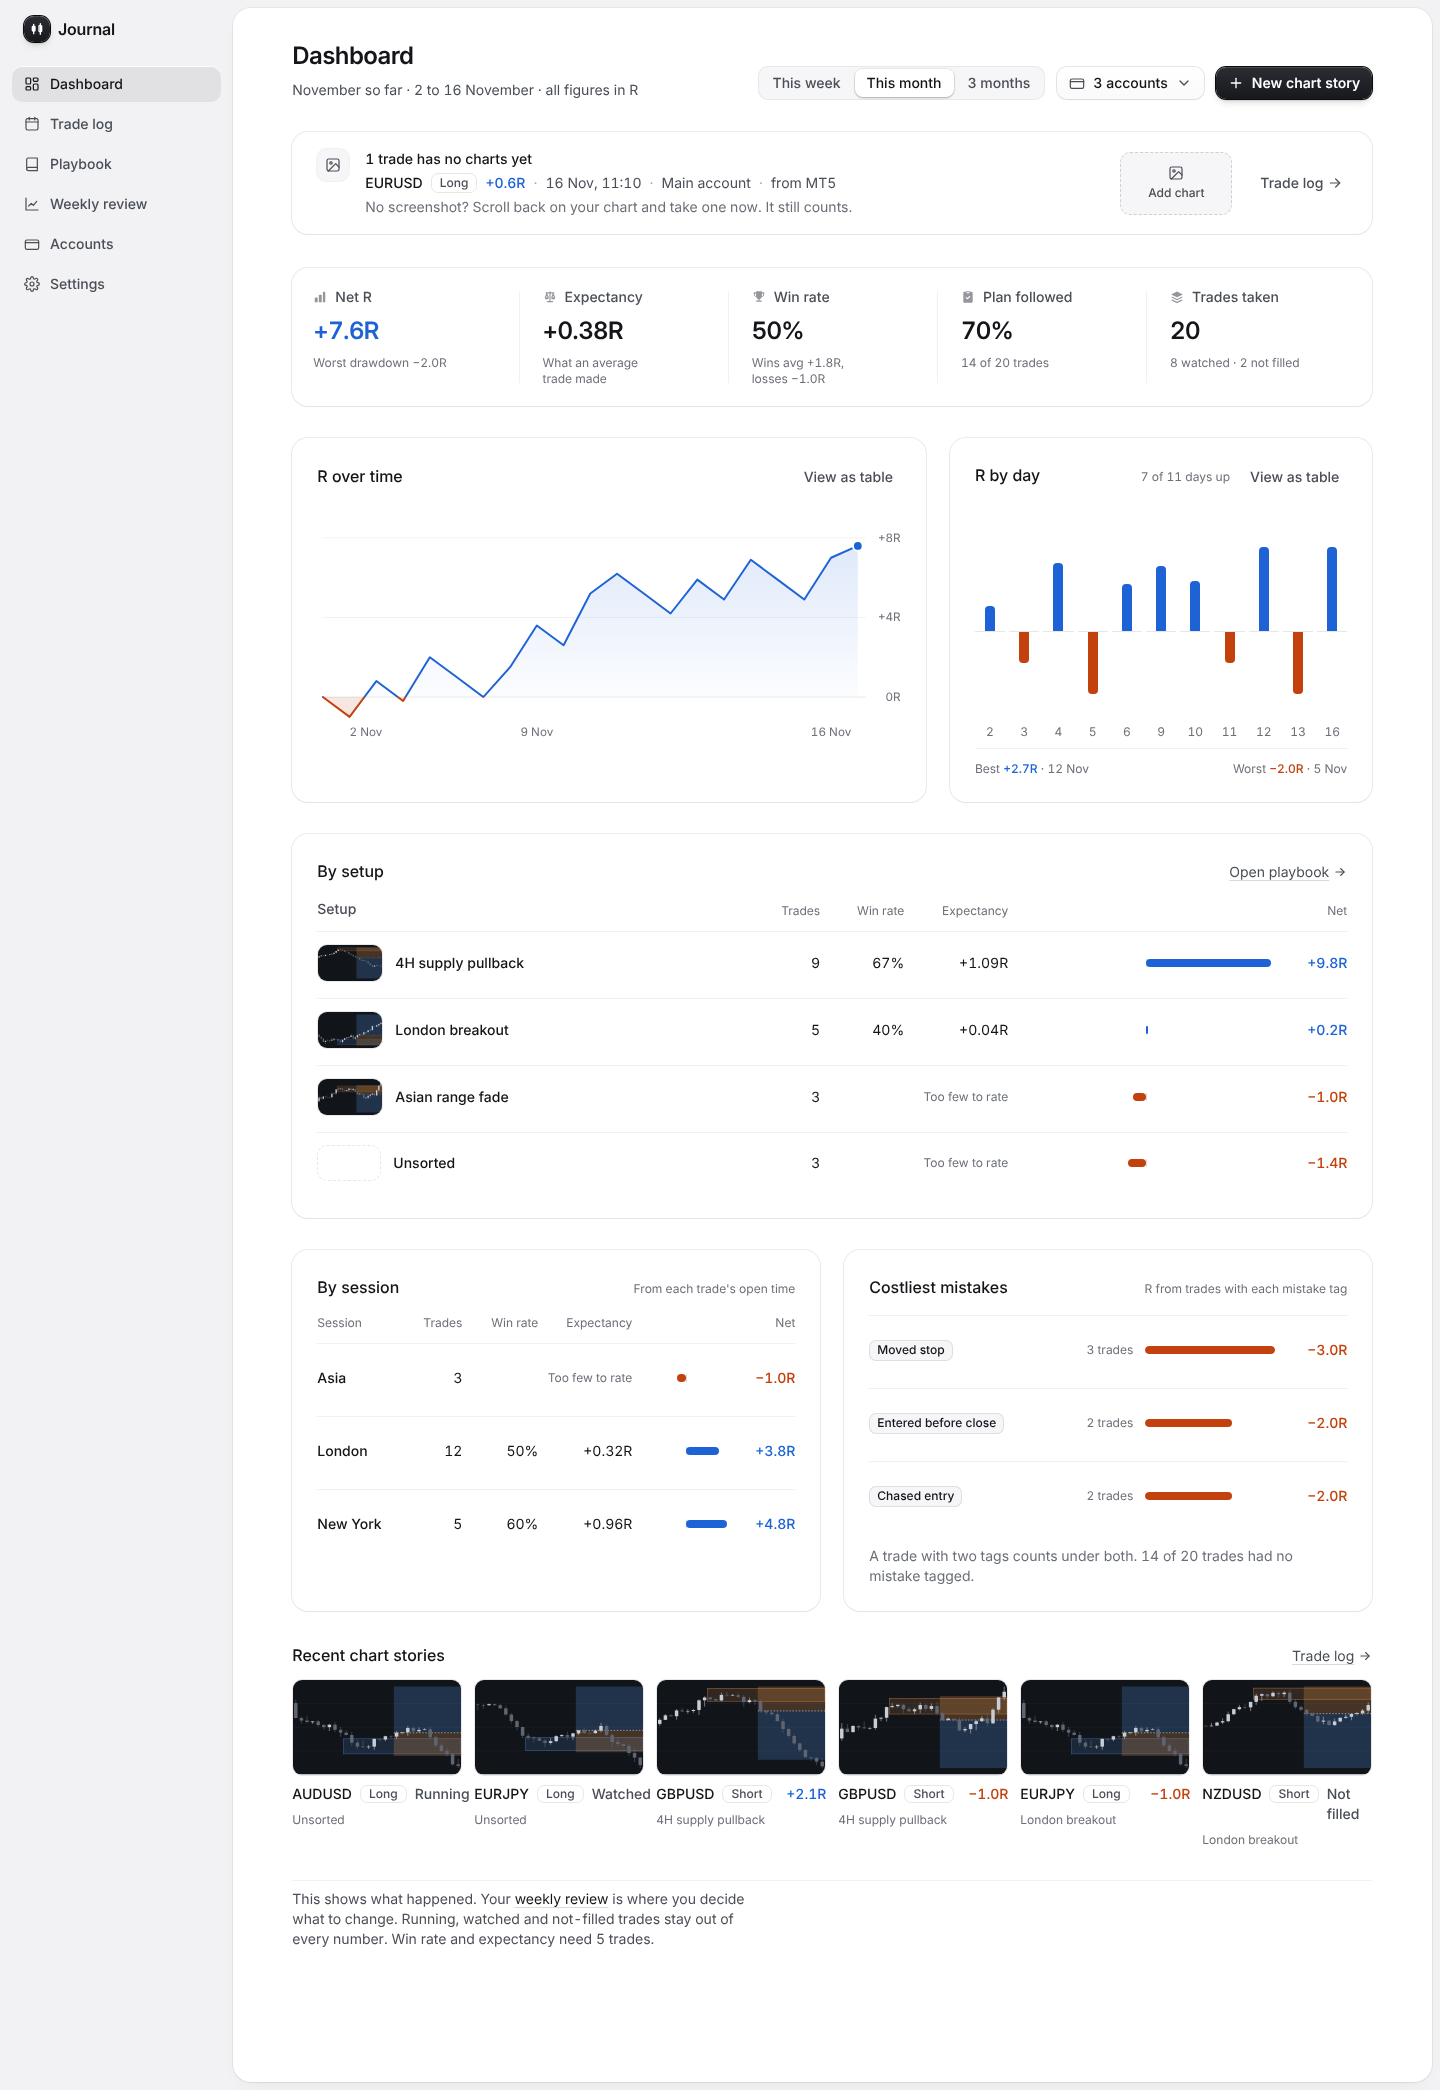 Journal
Dashboard
Trade log
Playbook
Weekly review
Accounts
Settings
Dashboard
November so far · 2 to 16 November · all figures in R
This week
This month
3 months
3 accounts
New chart story
1 trade has no charts yet
EURUSD Long +0.6R · 16 Nov, 11:10 · Main account · from MT5
No screenshot? Scroll back on your chart and take one now. It still counts.
Add chart
Trade log →
Net R
+7.6R
Worst drawdown −2.0R
Expectancy
+0.38R
What an average
trade made
Win rate
50%
Wins avg +1.8R,
losses −1.0R
Plan followed
70%
14 of 20 trades
Trades taken
20
8 watched · 2 not filled
R over time
View as table
+8R
+4R
0R
2 Nov 9 Nov 16 Nov
R by day
7 of 11 days up
View as table
2 3 4 5 6 9 10 11 12 13 16
Best +2.7R · 12 Nov
Worst −2.0R · 5 Nov
By setup
Open playbook →
Setup Trades Win rate Expectancy Net
4H supply pullback 9 67% +1.09R +9.8R
London breakout 5 40% +0.04R +0.2R
Asian range fade 3 Too few to rate −1.0R
Unsorted 3 Too few to rate −1.4R
By session
From each trade's open time
Session Trades Win rate Expectancy Net
Asia 3 Too few to rate −1.0R
London 12 50% +0.32R +3.8R
New York 5 60% +0.96R +4.8R
Costliest mistakes
R from trades with each mistake tag
Moved stop 3 trades −3.0R
Entered before close 2 trades −2.0R
Chased entry 2 trades −2.0R
A trade with two tags counts under both. 14 of 20 trades had no
mistake tagged.
Recent chart stories
Trade log →
AUDUSD Long Running
Unsorted
EURJPY Long Watched
Unsorted
GBPUSD Short +2.1R
4H supply pullback
GBPUSD Short −1.0R
4H supply pullback
EURJPY Long −1.0R
London breakout
NZDUSD Short Not
filled
London breakout
This shows what happened. Your weekly review is where you decide
what to change. Running, watched and not-filled trades stay out of
every number. Win rate and expectancy need 5 trades.